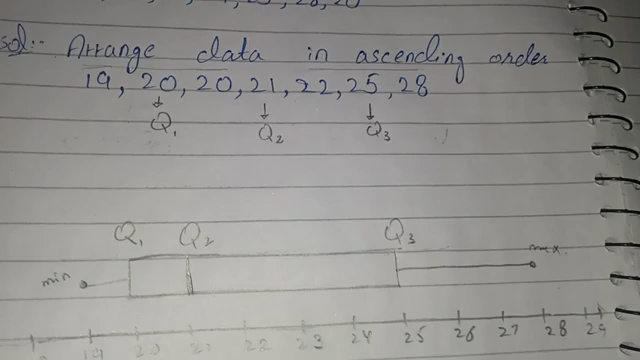 sol:- Arrange data in ascending order
19, 20, 20, 21, 22, 25, 28
Q₁ Q₂ Q₃
Q₁ Q₂ Q₃
min max.
19 20 21 22 23 24 25 26 27 28 29